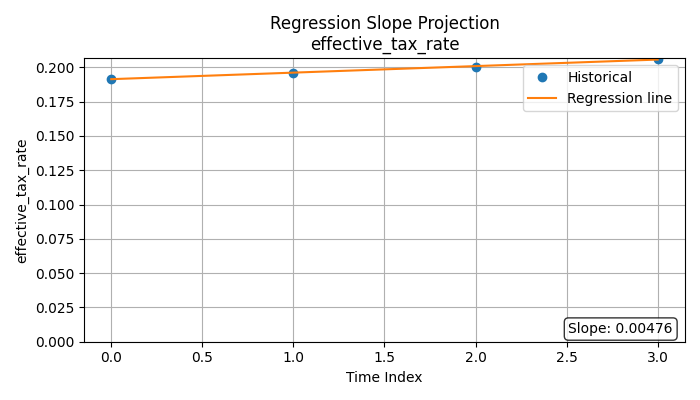 Regression Slope Projection
effective_tax_rate
0.200
0.175
0.150
0.125
0.100
0.075
0.050
0.025
0.000
effective_tax_rate
Historical
Regression line
Slope: 0.00476
0.0 0.5 1.0 1.5 2.0 2.5 3.0
Time Index